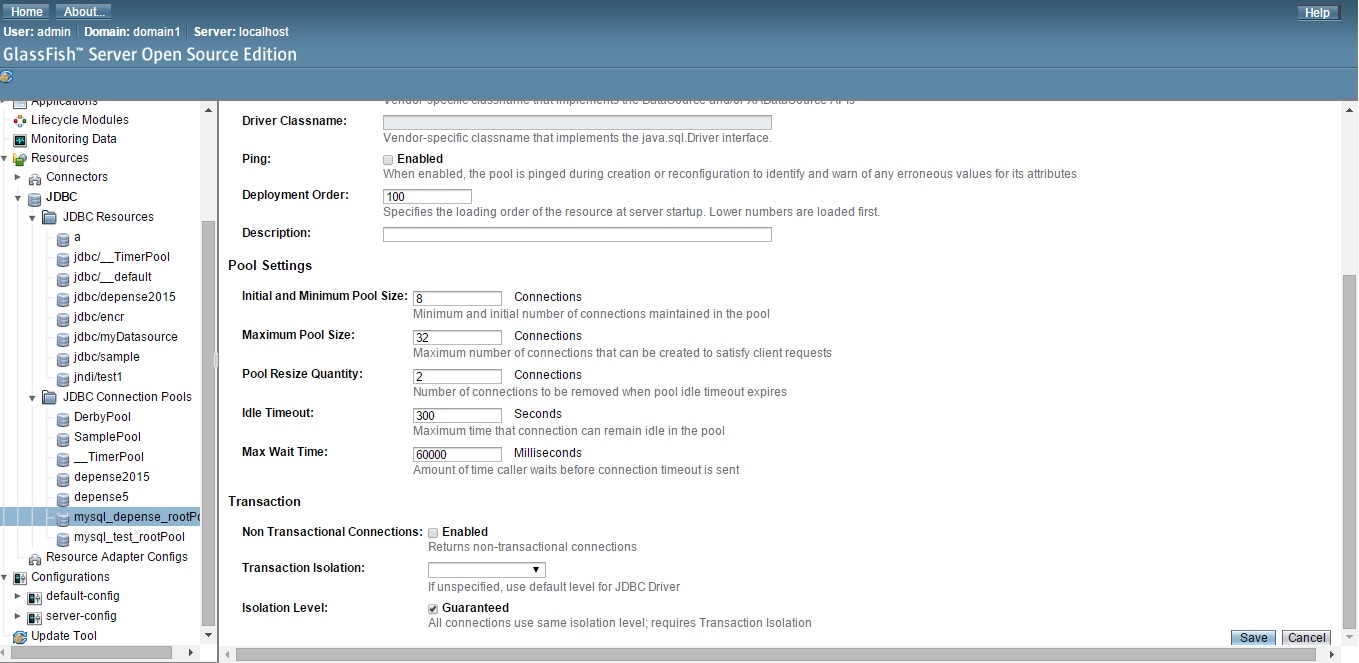 Home About... Help
User: admin Domain: domain1 Server: localhost
GlassFish™ Server Open Source Edition
Applications
Lifecycle Modules
Monitoring Data
Resources
Connectors
JDBC
JDBC Resources
a
jdbc/__TimerPool
jdbc/__default
jdbc/depense2015
jdbc/encr
jdbc/myDatasource
jdbc/sample
jndi/test1
JDBC Connection Pools
DerbyPool
SamplePool
__TimerPool
depense2015
depense5
mysql_depense_rootPo
mysql_test_rootPool
Resource Adapter Configs
Configurations
default-config
server-config
Update Tool
Vendor-specific classname that implements the DataSource and/or XADataSource APIs
Driver Classname:
Vendor-specific classname that implements the java.sql.Driver interface.
Ping: Enabled
When enabled, the pool is pinged during creation or reconfiguration to identify and warn of any erroneous values for its attributes
Deployment Order: 100
Specifies the loading order of the resource at server startup. Lower numbers are loaded first.
Description:
Pool Settings
Initial and Minimum Pool Size: 8 Connections
Minimum and initial number of connections maintained in the pool
Maximum Pool Size: 32 Connections
Maximum number of connections that can be created to satisfy client requests
Pool Resize Quantity: 2 Connections
Number of connections to be removed when pool idle timeout expires
Idle Timeout: 300 Seconds
Maximum time that connection can remain idle in the pool
Max Wait Time: 60000 Milliseconds
Amount of time caller waits before connection timeout is sent
Transaction
Non Transactional Connections: Enabled
Returns non-transactional connections
Transaction Isolation:
If unspecified, use default level for JDBC Driver
Isolation Level: Guaranteed
All connections use same isolation level; requires Transaction Isolation
Save Cancel